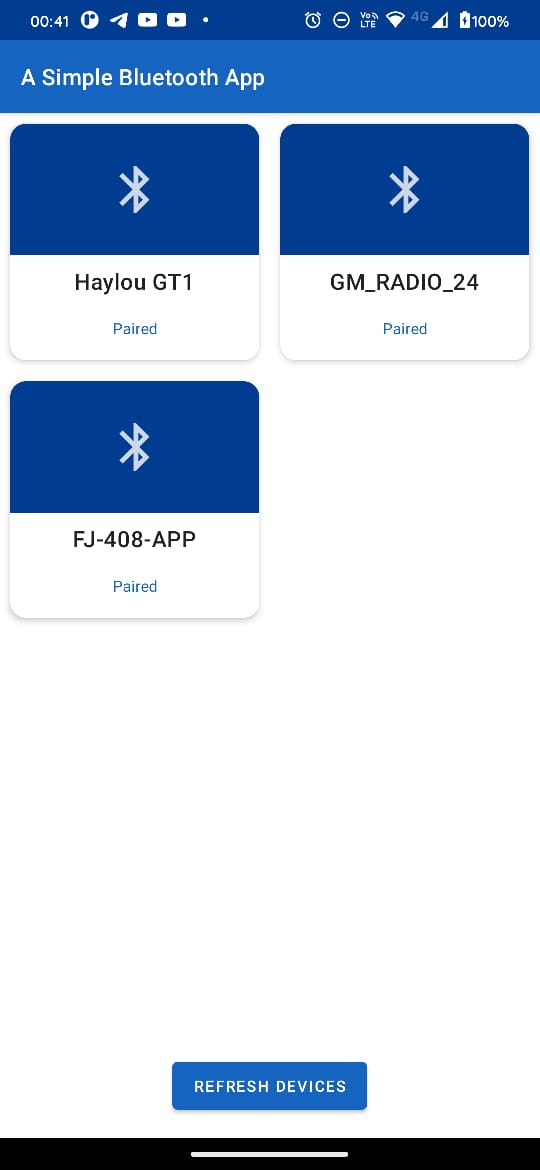 00:41 Vo LTE 4G 100%
A Simple Bluetooth App
Haylou GT1
Paired
GM_RADIO_24
Paired
FJ-408-APP
Paired
REFRESH DEVICES